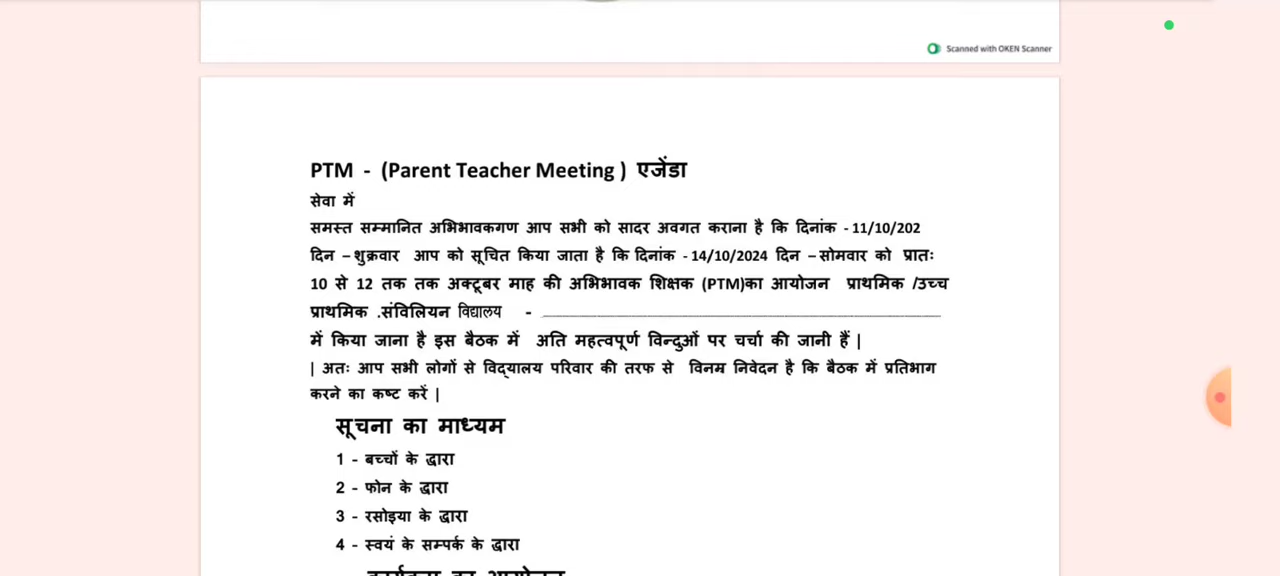 Scanned with OKEN Scanner
PTM - (Parent Teacher Meeting ) एजेंडा
सेवा में
समस्त सम्मानित अभिभावकगण आप सभी को सादर अवगत कराना है कि दिनांक - 11/10/202
दिन – शुक्रवार आप को सूचित किया जाता है कि दिनांक - 14/10/2024 दिन – सोमवार को प्रातः
10 से 12 तक तक अक्टूबर माह की अभिभावक शिक्षक (PTM)का आयोजन प्राथमिक /उच्च
प्राथमिक .संविलियन विद्यालय -
में किया जाना है इस बैठक में अति महत्वपूर्ण विन्दुओं पर चर्चा की जानी हैं |
| अतः आप सभी लोगों से विद्यालय परिवार की तरफ से विनम्र निवेदन है कि बैठक में प्रतिभाग
करने का कष्ट करें |
सूचना का माध्यम
1 - बच्चों के द्वारा
2 - फोन के द्वारा
3 - रसोइया के द्वारा
4 - स्वयं के सम्पर्क के द्वारा